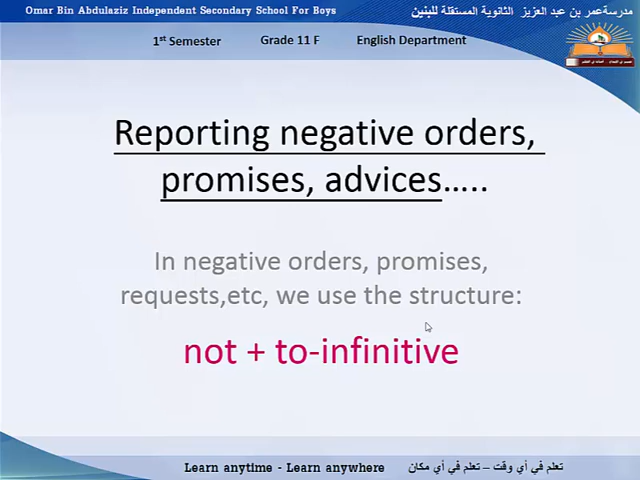 Omar Bin Abdulaziz Independent Secondary School For Boys
مدرسةعمر بن عبد العزيز الثانوية المستقلة للبنين
1st Semester Grade 11 F English Department
Reporting negative orders,
promises, advices…..
In negative orders, promises,
requests,etc, we use the structure:
not + to-infinitive
Learn anytime - Learn anywhere تعلم في أي وقت – تعلم في أي مكان